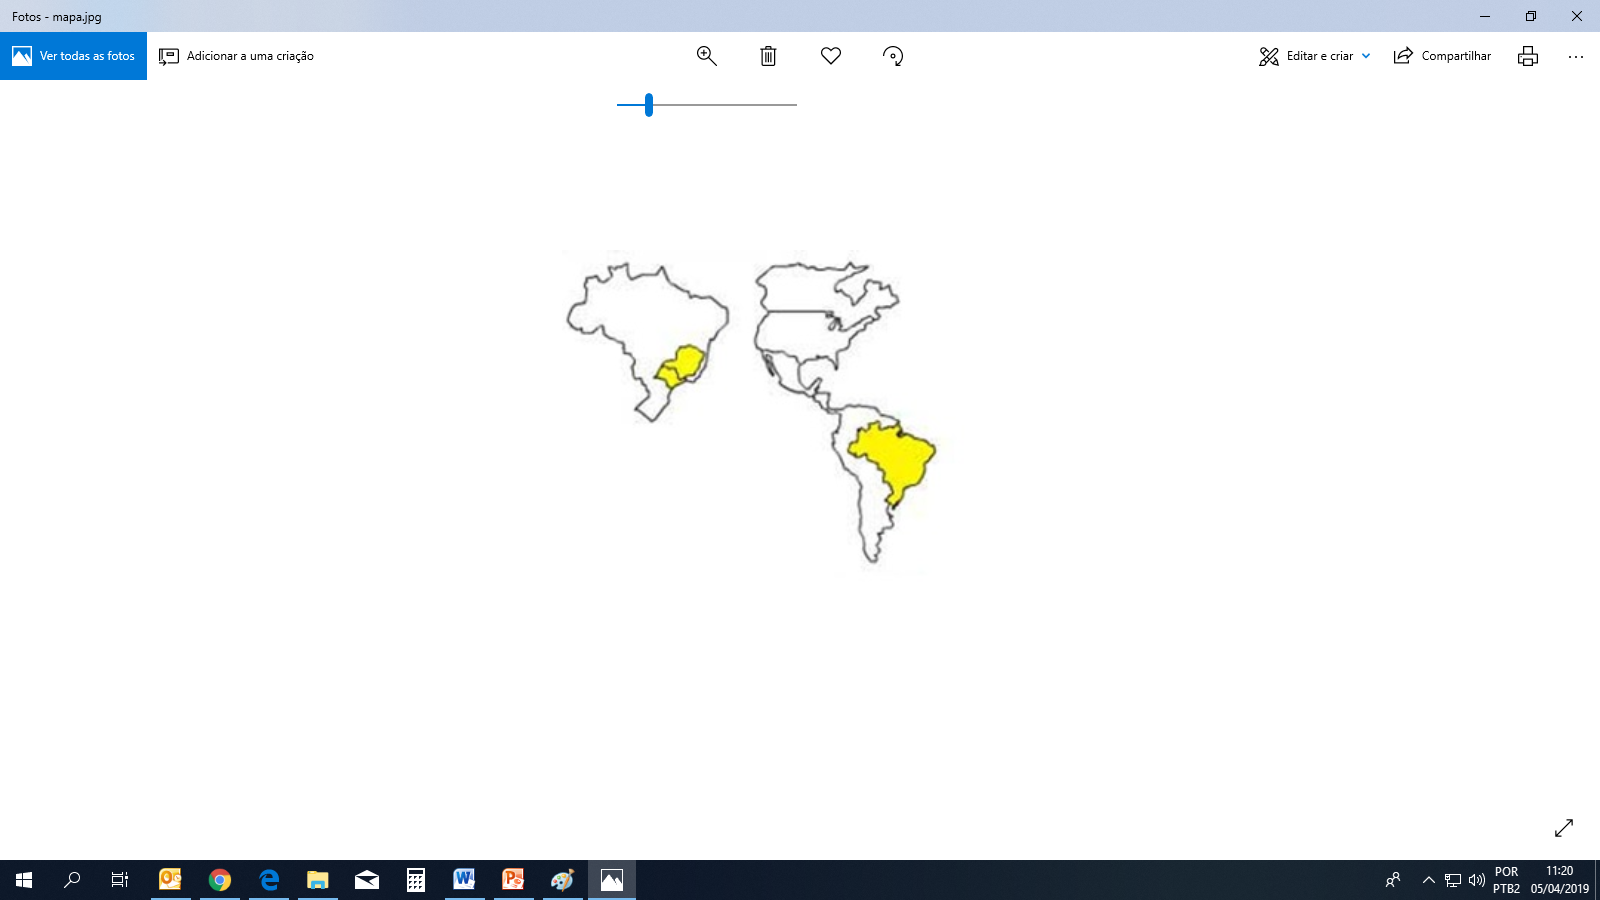 Fotos - mapa.jpg
Ver todas as fotos
Adicionar a uma criação
Editar e criar
Compartilhar
POR
PTB2
11:20
05/04/2019